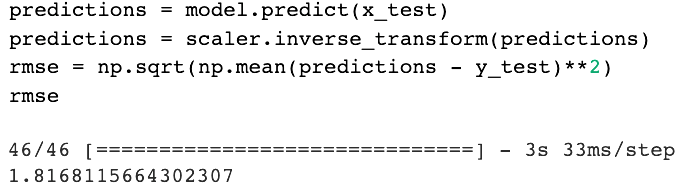 predictions = model.predict(x_test)
predictions = scaler.inverse_transform(predictions)
rmse = np.sqrt(np.mean(predictions - y_test)**2)
rmse
46/46 [==============================] - 3s 33ms/step
1.8168115664302307